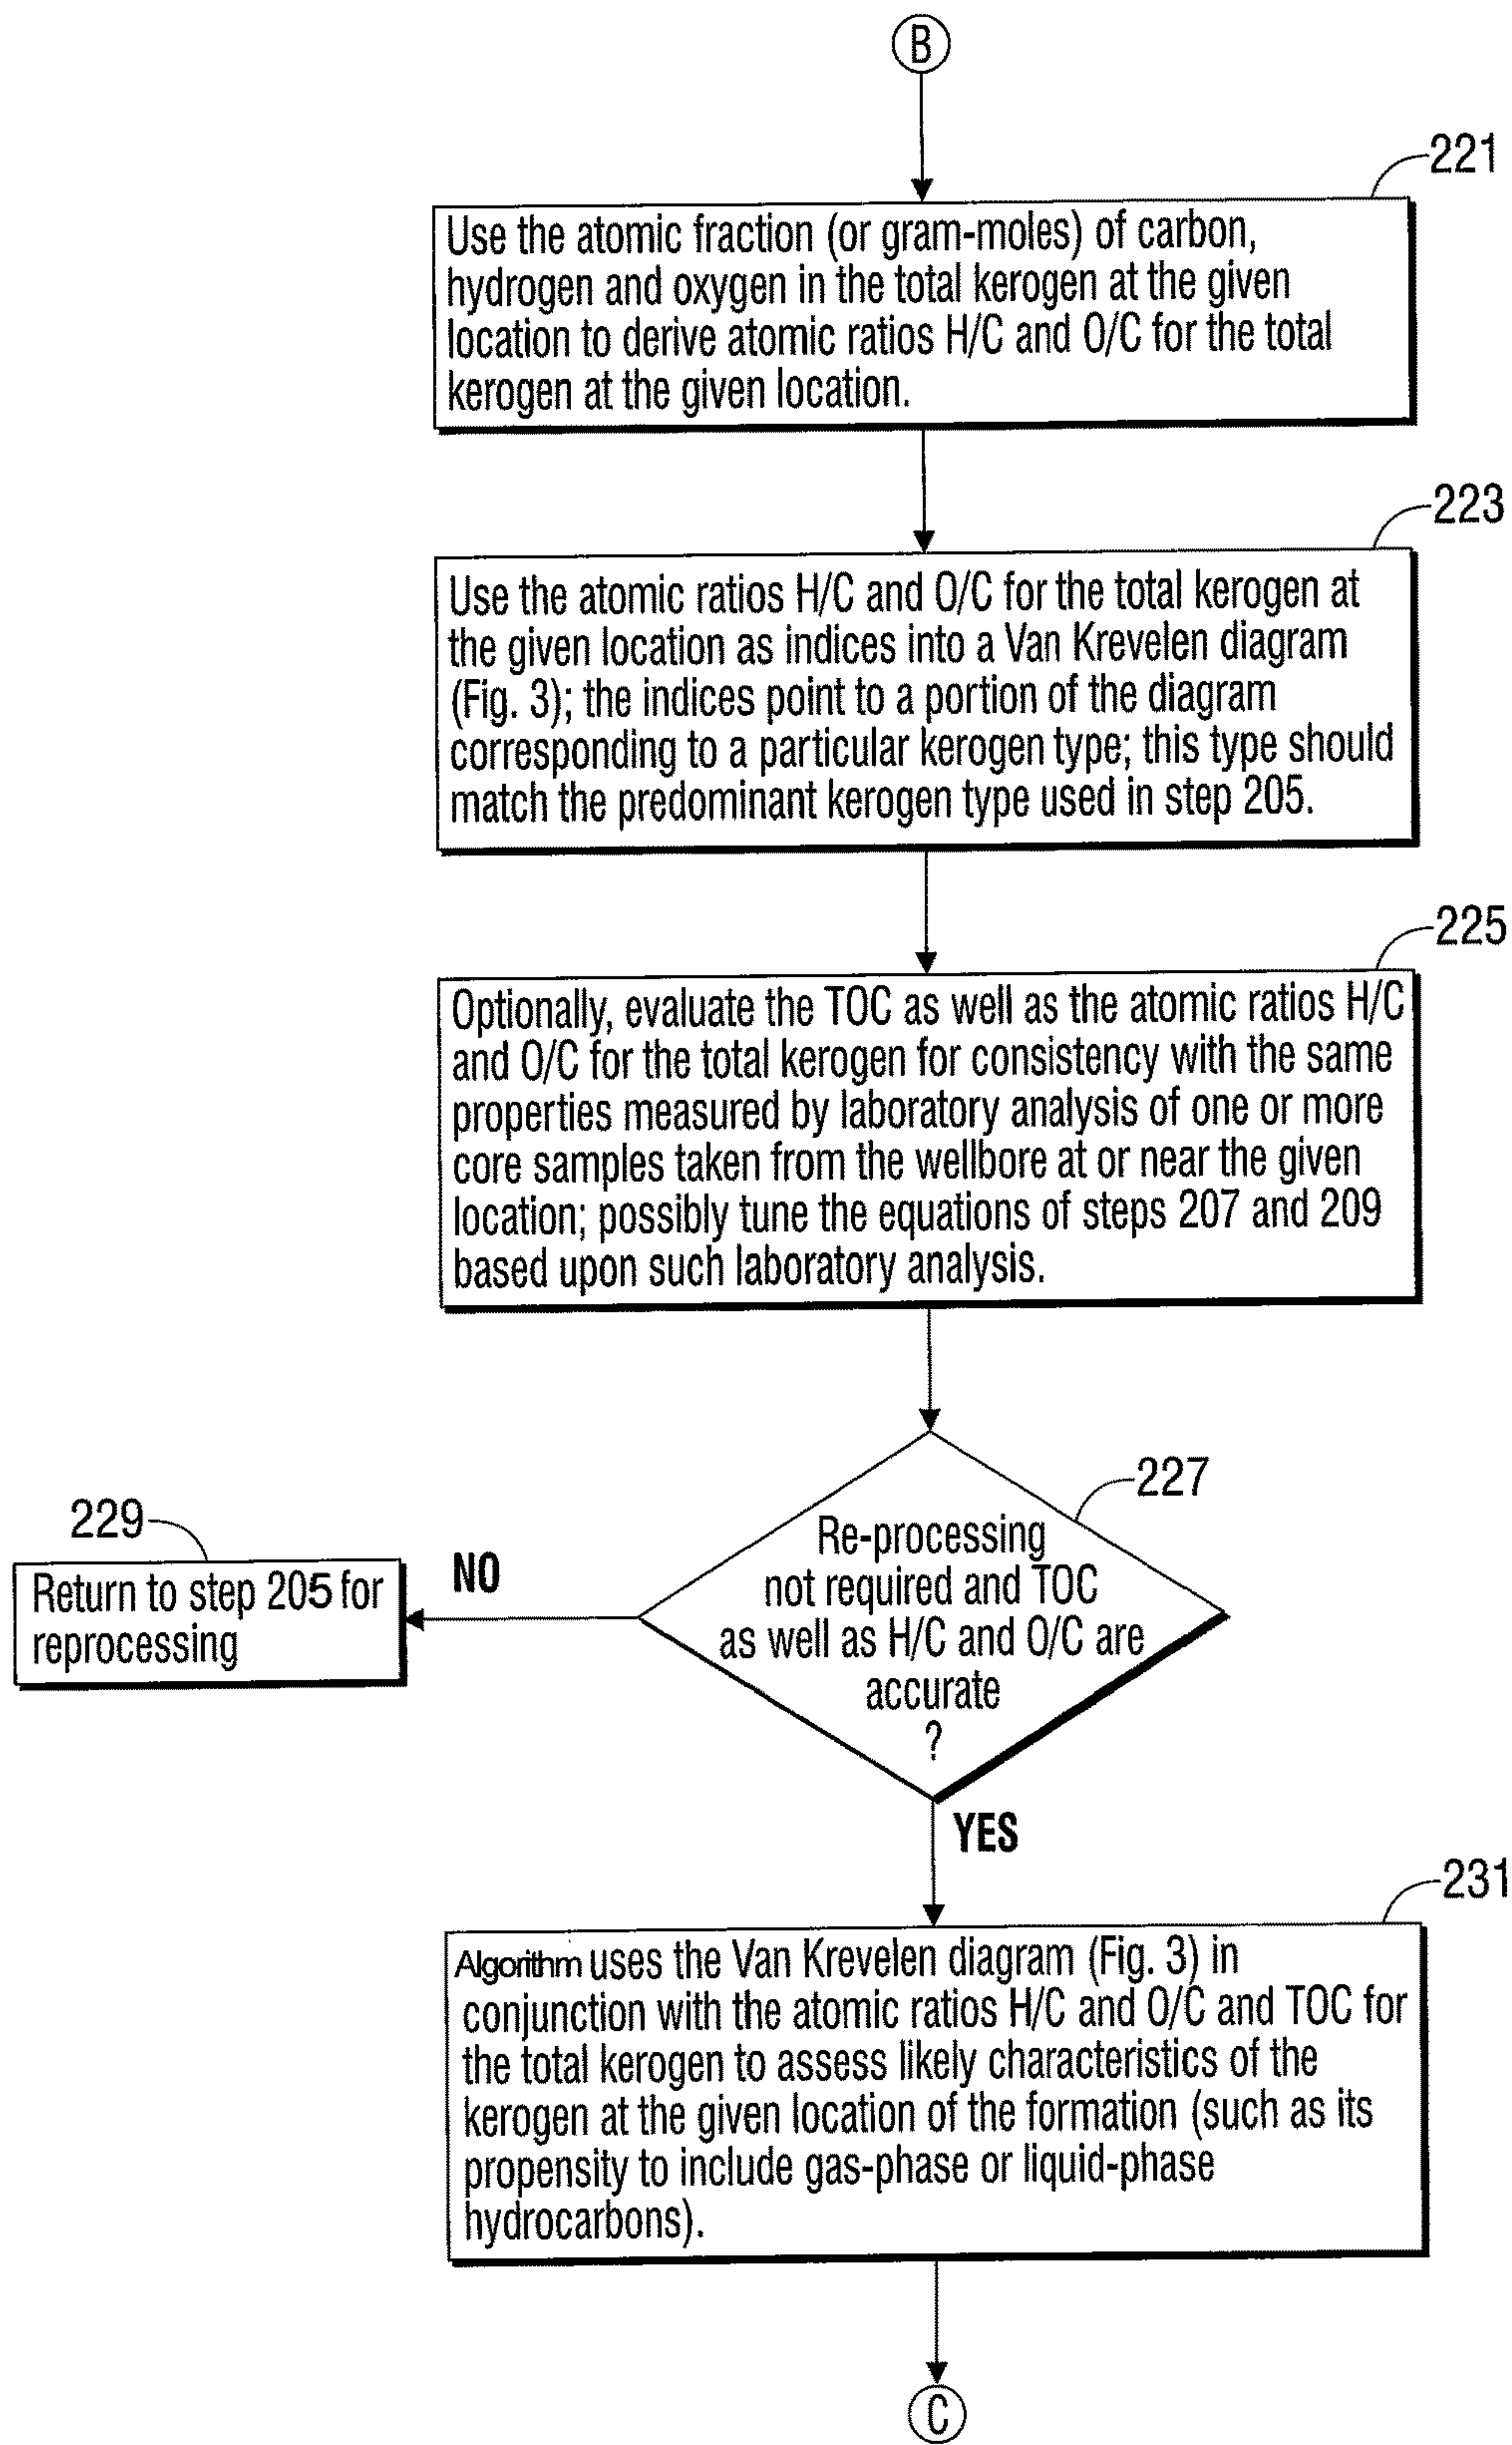 B
221
Use the atomic fraction (or gram-moles) of carbon,
hydrogen and oxygen in the total kerogen at the given
location to derive atomic ratios H/C and O/C for the total
kerogen at the given location.
223
Use the atomic ratios H/C and O/C for the total kerogen at
the given location as indices into a Van Krevelen diagram
(Fig. 3); the indices point to a portion of the diagram
corresponding to a particular kerogen type; this type should
match the predominant kerogen type used in step 205.
225
Optionally, evaluate the TOC as well as the atomic ratios H/C
and O/C for the total kerogen for consistency with the same
properties measured by laboratory analysis of one or more
core samples taken from the wellbore at or near the given
location; possibly tune the equations of steps 207 and 209
based upon such laboratory analysis.
227
Re-processing
not required and TOC
as well as H/C and O/C are
accurate
?
229
NO
Return to step 205 for
reprocessing
YES
231
Algorithm uses the Van Krevelen diagram (Fig. 3) in
conjunction with the atomic ratios H/C and O/C and TOC for
the total kerogen to assess likely characteristics of the
kerogen at the given location of the formation (such as its
propensity to include gas-phase or liquid-phase
hydrocarbons).
C